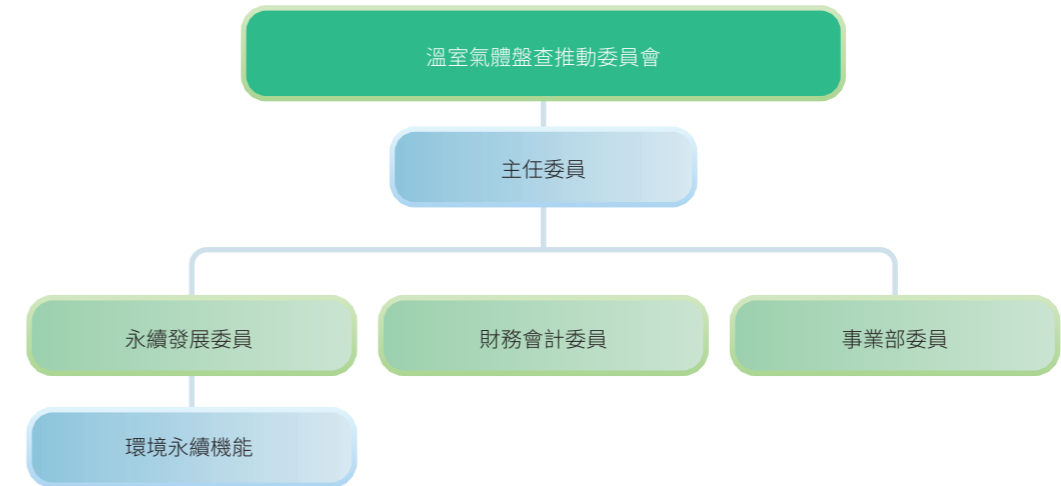 溫室氣體盤查推動委員會
主任委員
永續發展委員
財務會計委員
事業部委員
環境永續機能